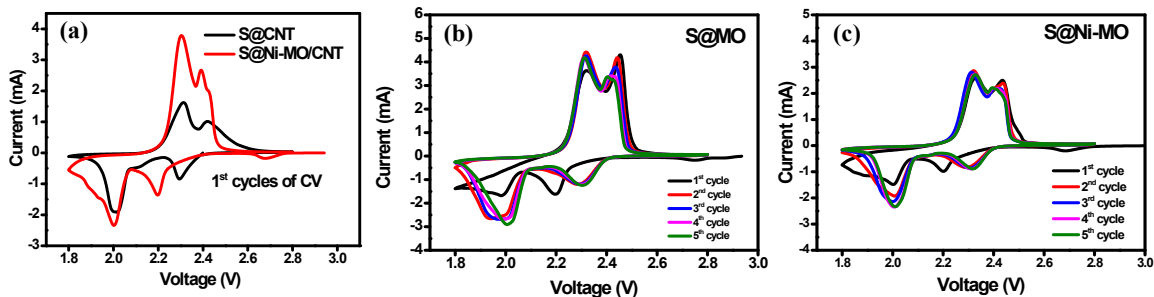 (a)
S@CNT
S@Ni-MO/CNT
1st cycles of CV
Current (mA)
4
3
2
1
0
-1
-2
-3
1.8 2.0 2.2 2.4 2.6 2.8 3.0
Voltage (V)
(b)
S@MO
1st cycle
2nd cycle
3rd cycle
4th cycle
5th cycle
Current (mA)
6
5
4
3
2
1
0
-1
-2
-3
-4
1.8 2.0 2.2 2.4 2.6 2.8 3.0
Voltage (V)
(c)
S@Ni-MO
1st cycle
2nd cycle
3rd cycle
4th cycle
5th cycle
Current (mA)
5
4
3
2
1
0
-1
-2
-3
-4
-5
1.8 2.0 2.2 2.4 2.6 2.8 3.0
Voltage (V)